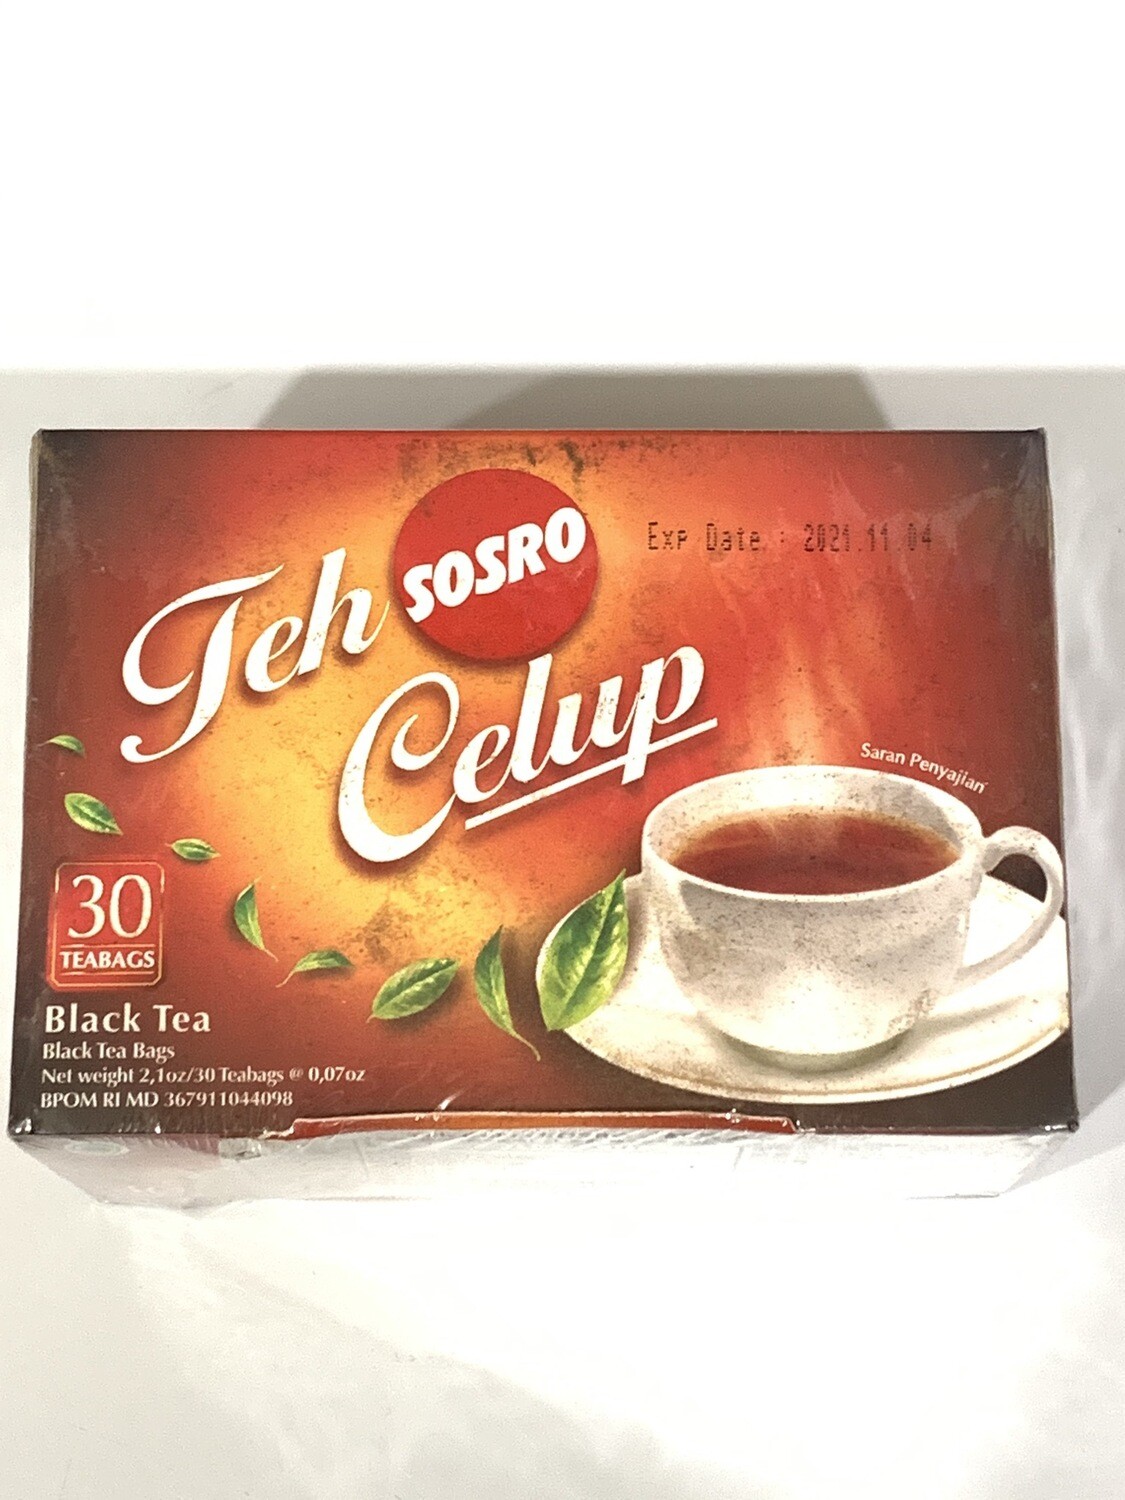 Exp Date : 2021.11.04
Teh SOSRO
Celup
Saran Penyajian
30
TEABAGS
Black Tea
Black Tea Bags
Net weight 2,1oz/30 Teabags @ 0,07oz
BPOM RI MD 367911044098